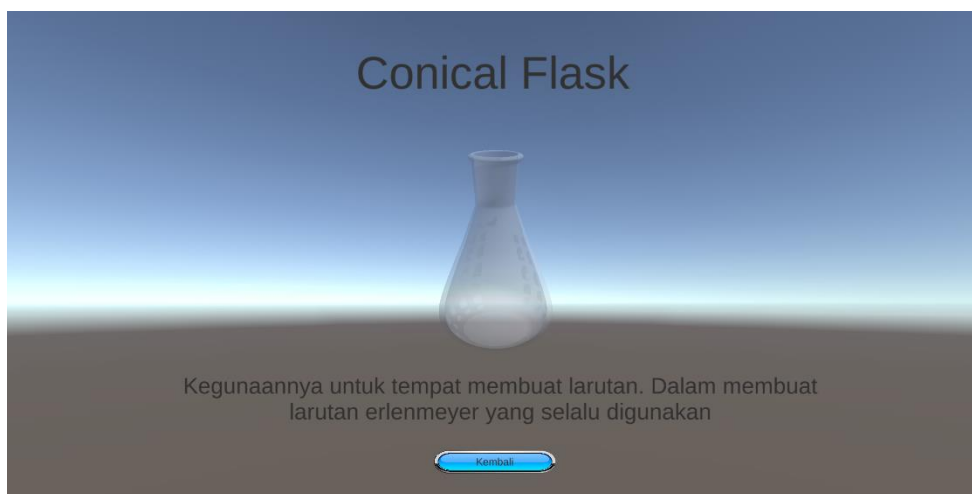 Conical Flask
Kegunaannya untuk tempat membuat larutan. Dalam membuat
larutan erlenmeyer yang selalu digunakan
Kembali